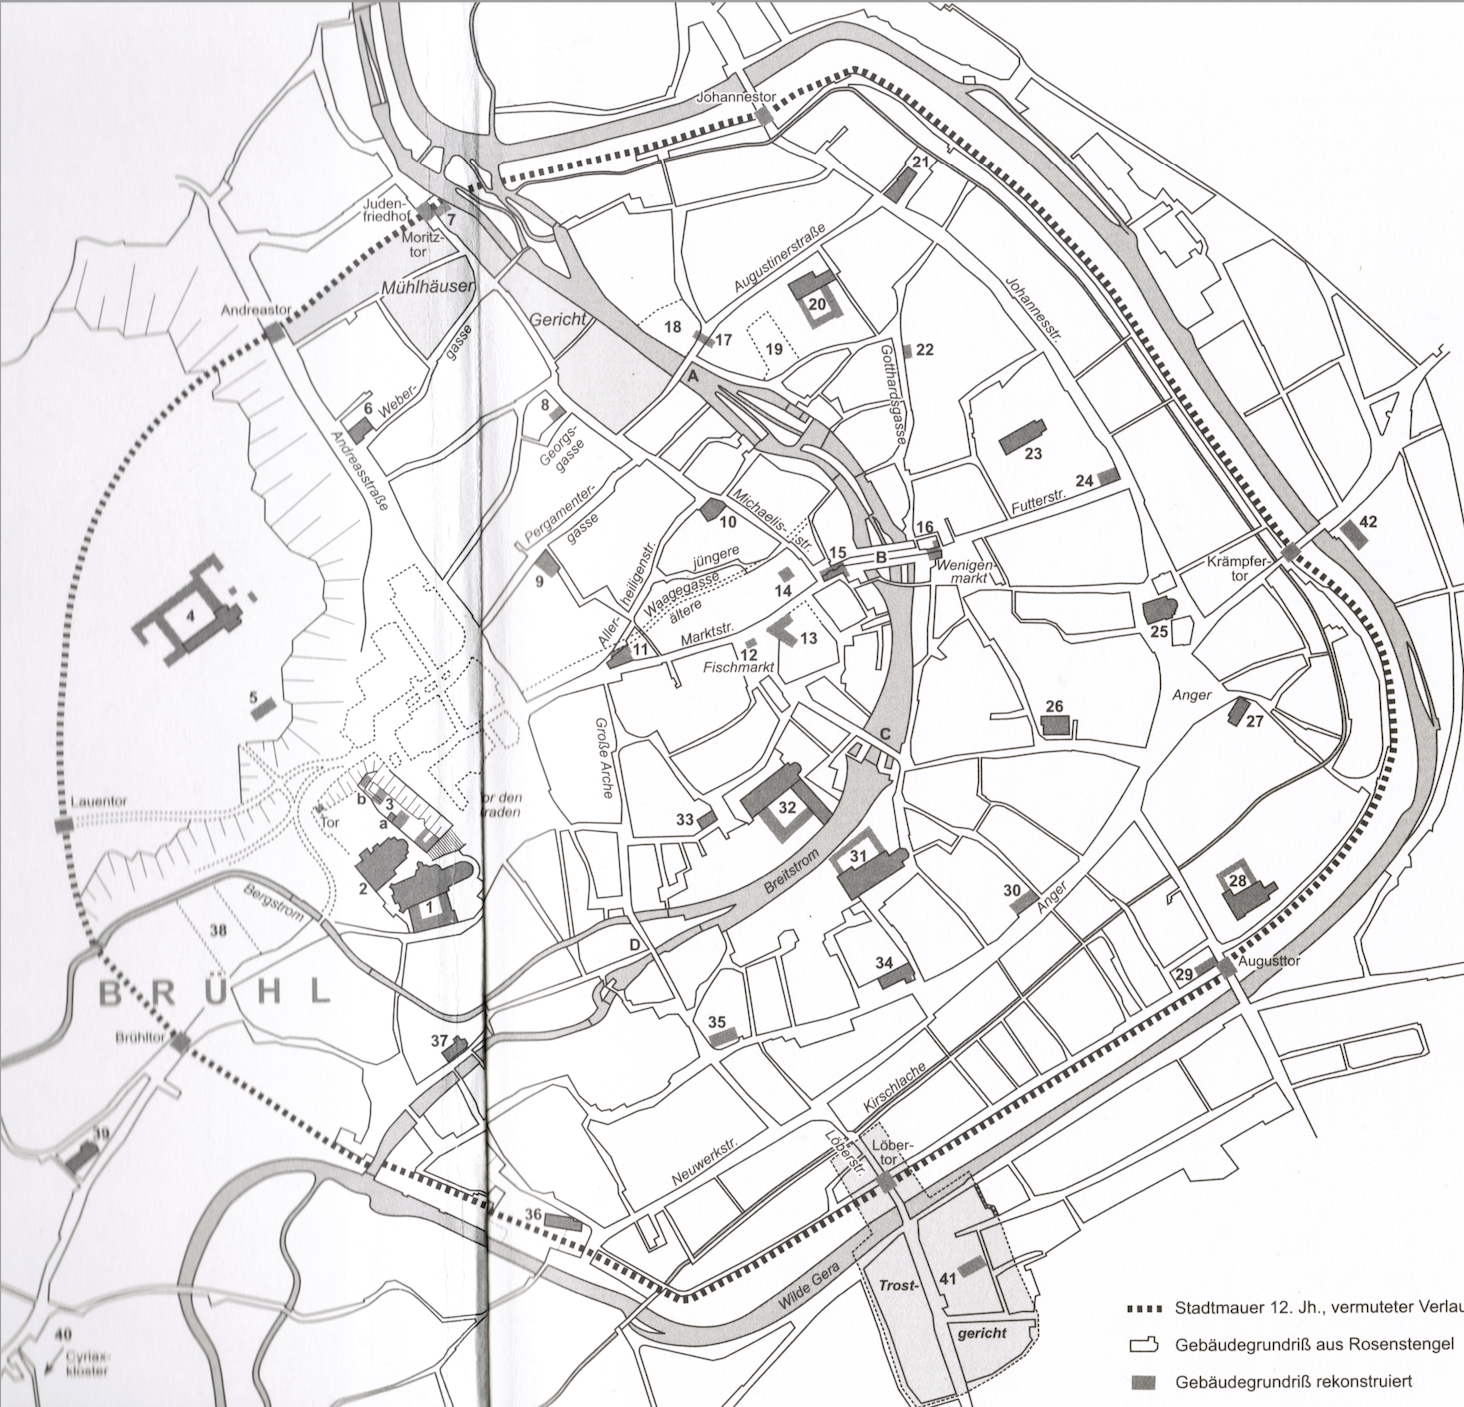 Johannestor
21
Juden-
friedhof
7
Moritz-
tor
Mühlhäuser
Augustinerstraße
Johannesstr.
Andreastor
Gericht
20
18
17
19
22
Gotthardsgasse
Weber-
gasse
A
6
8
Georgs-
gasse
Andreasstraße
23
24
Futterstr.
Pergamenter-
gasse
10
Michaelis-
str.
16
42
9
heiligenstr.
Aller-
jüngere
Waagegasse
ältere
15
B
Wenigen-
markt
Krämpfer-
tor
14
4
Marktstr.
13
25
11
12
Fischmarkt
5
Anger
26
27
C
Große Arche
Lauentor
b
3
a
Tor
or den
raden
33
32
2
1
31
Breitstrom
28
30
Anger
Bergstrom
38
D
34
29
Augusttor
BRÜHL
Brühltor
37
35
Kirschlache
39
Neuwerkstr.
Löberstr.
Löber-
tor
36
Wilde Gera
Trost-
41
gericht
40
Cyriax-
kloster
Stadtmauer 12. Jh., vermuteter Verlau
Gebäudegrundriß aus Rosenstengel
Gebäudegrundriß rekonstruiert